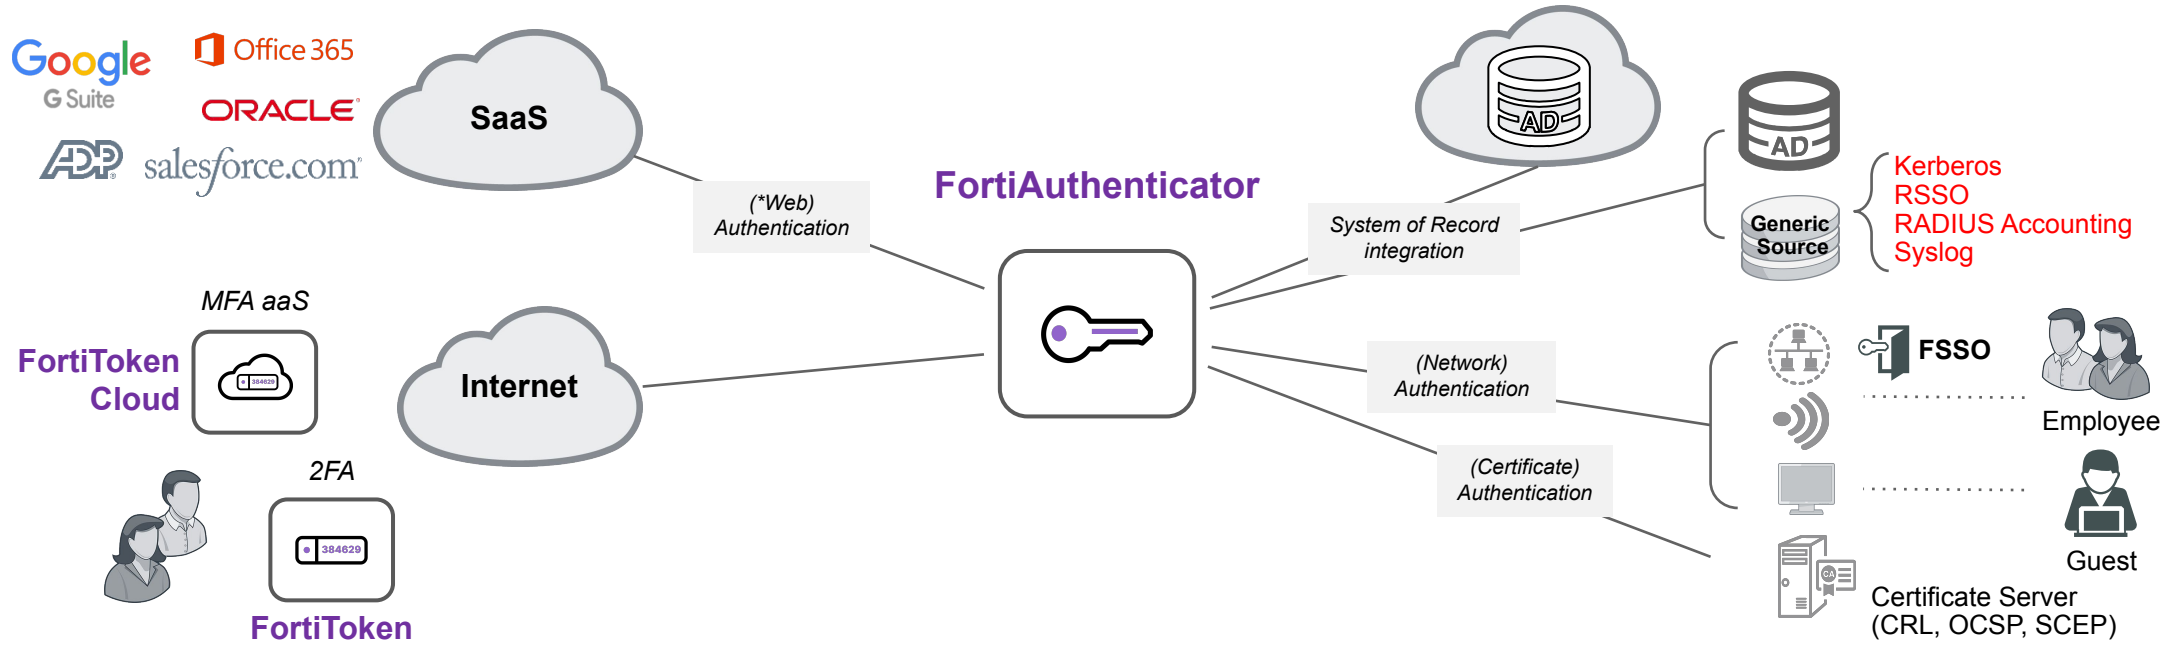 Google
G Suite
Office 365
ORACLE
ADP
salesforce.com
SaaS
(*Web)
Authentication
FortiAuthenticator
AD
System of Record
integration
AD
Generic
Source
Kerberos
RSSO
RADIUS Accounting
Syslog
MFA aaS
FortiToken
Cloud
384629
Internet
(Network)
Authentication
FSSO
Employee
2FA
384629
FortiToken
(Certificate)
Authentication
Guest
CA
Certificate Server
(CRL, OCSP, SCEP)